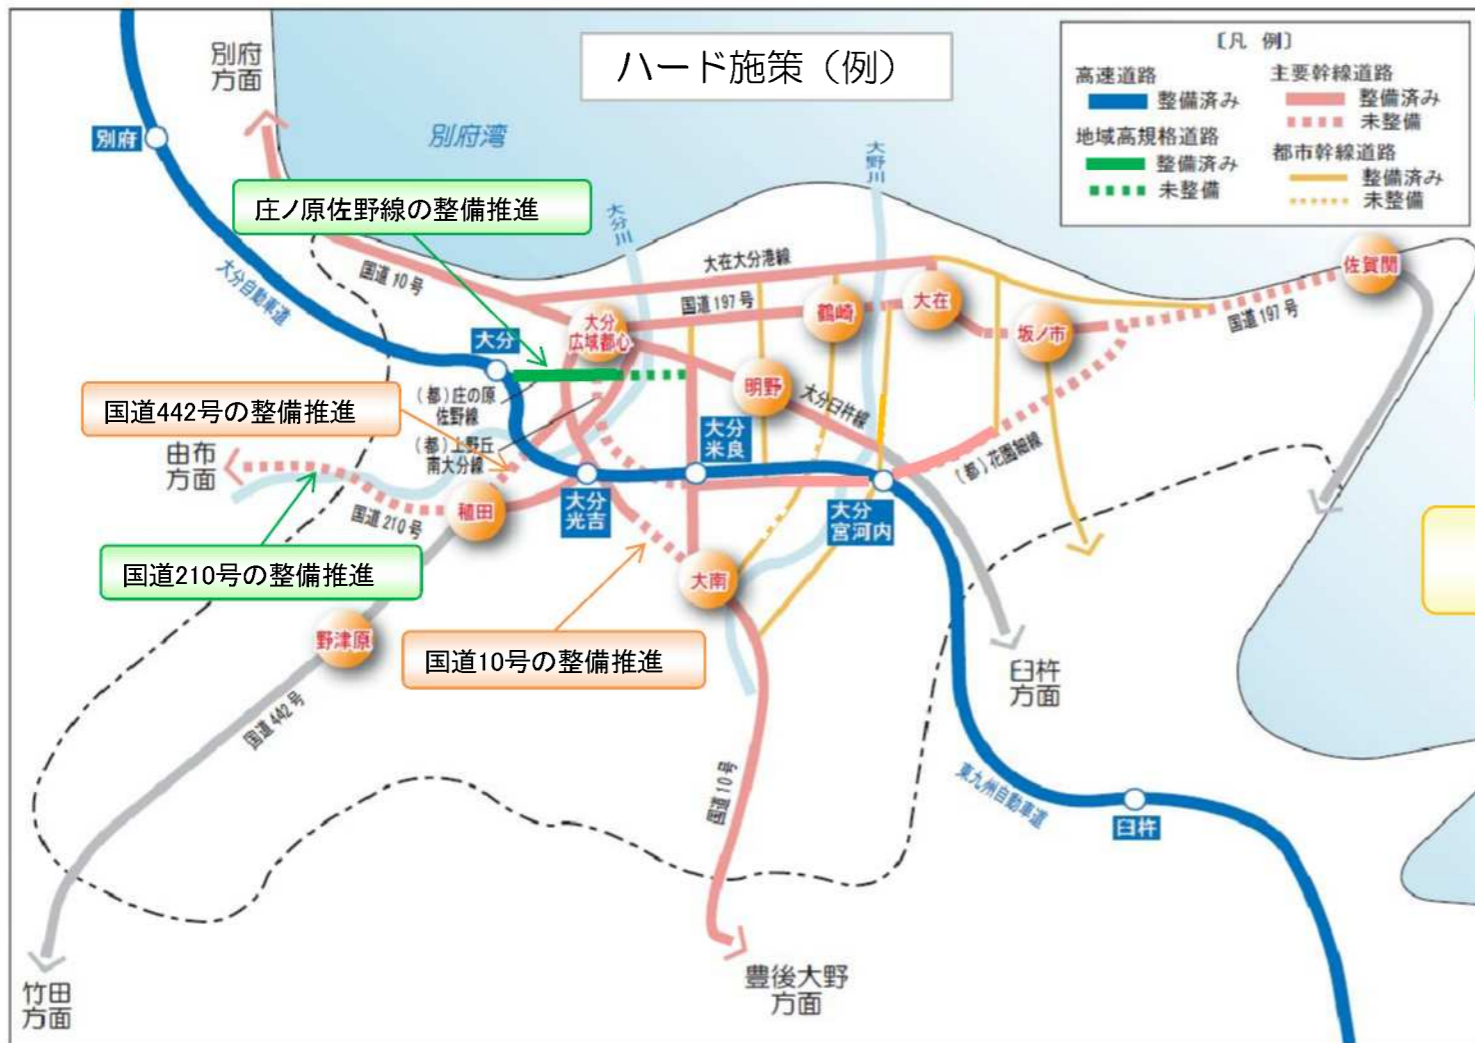 ハード施策（例）
〔凡 例〕
高速道路
整備済み
地域高規格道路
整備済み
未整備
主要幹線道路
整備済み
未整備
都市幹線道路
整備済み
未整備
別府
方面
別府
別府湾
大野川
大分川
庄ノ原佐野線の整備推進
国道10号
大分自動車道
大在大分港線
国道197号
佐賀関
国道197号
大分
広域都心
鶴崎
大在
坂ノ市
大分
明野
（都）庄の原
佐野線
国道442号の整備推進
（都）上野丘
南大分線
大分臼杵線
（都）花園細線
由布
方面
大分
米良
稙田
国道210号
大分
光吉
大分
宮河内
国道210号の整備推進
大南
野津原
国道10号の整備推進
臼杵
方面
国道442号
国道10号
東九州自動車道
臼杵
竹田
方面
豊後大野
方面